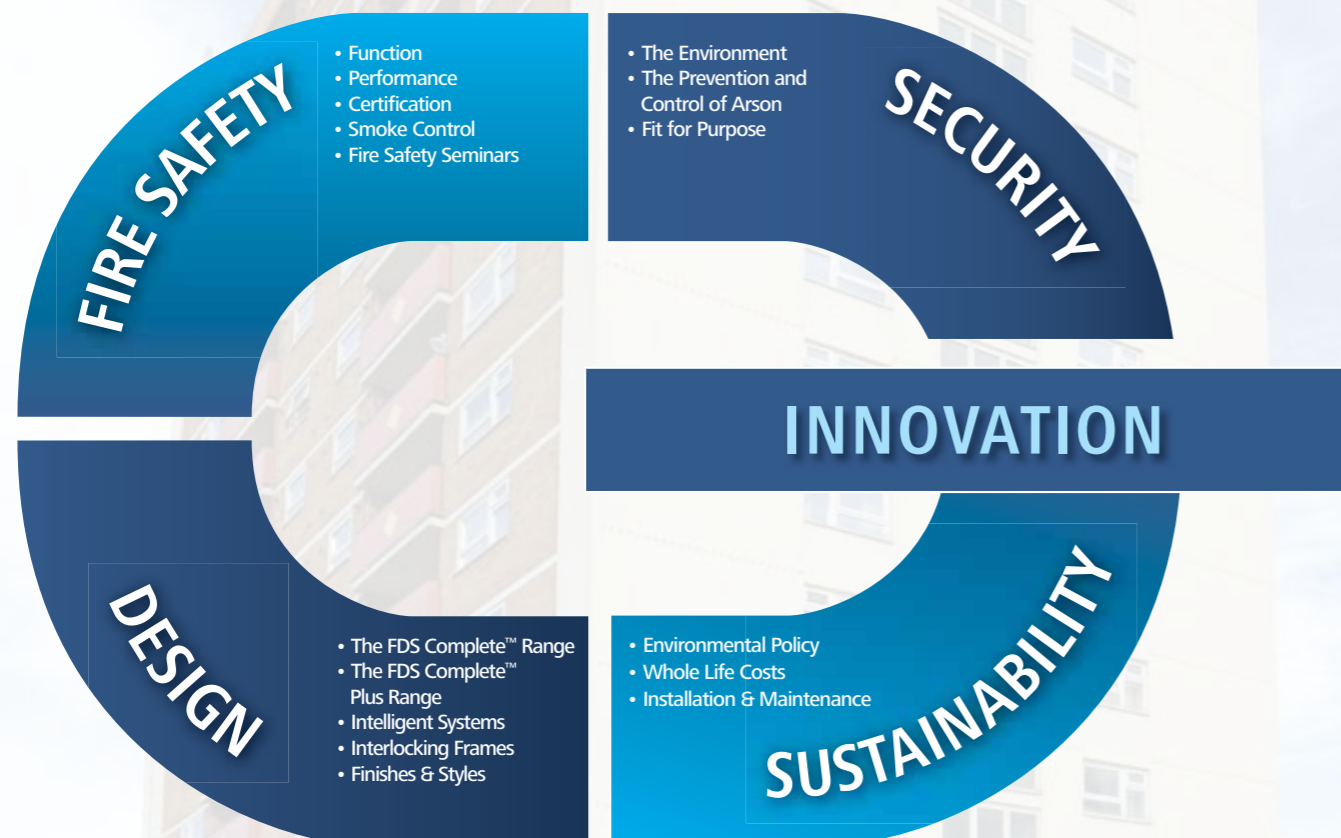 FIRE SAFETY
• Function
• Performance
• Certification
• Smoke Control
• Fire Safety Seminars
• The Environment
• The Prevention and
Control of Arson
• Fit for Purpose
SECURITY
INNOVATION
DESIGN
• The FDS Complete™ Range
• The FDS Complete™
Plus Range
• Intelligent Systems
• Interlocking Frames
• Finishes & Styles
• Environmental Policy
• Whole Life Costs
• Installation & Maintenance
SUSTAINABILITY